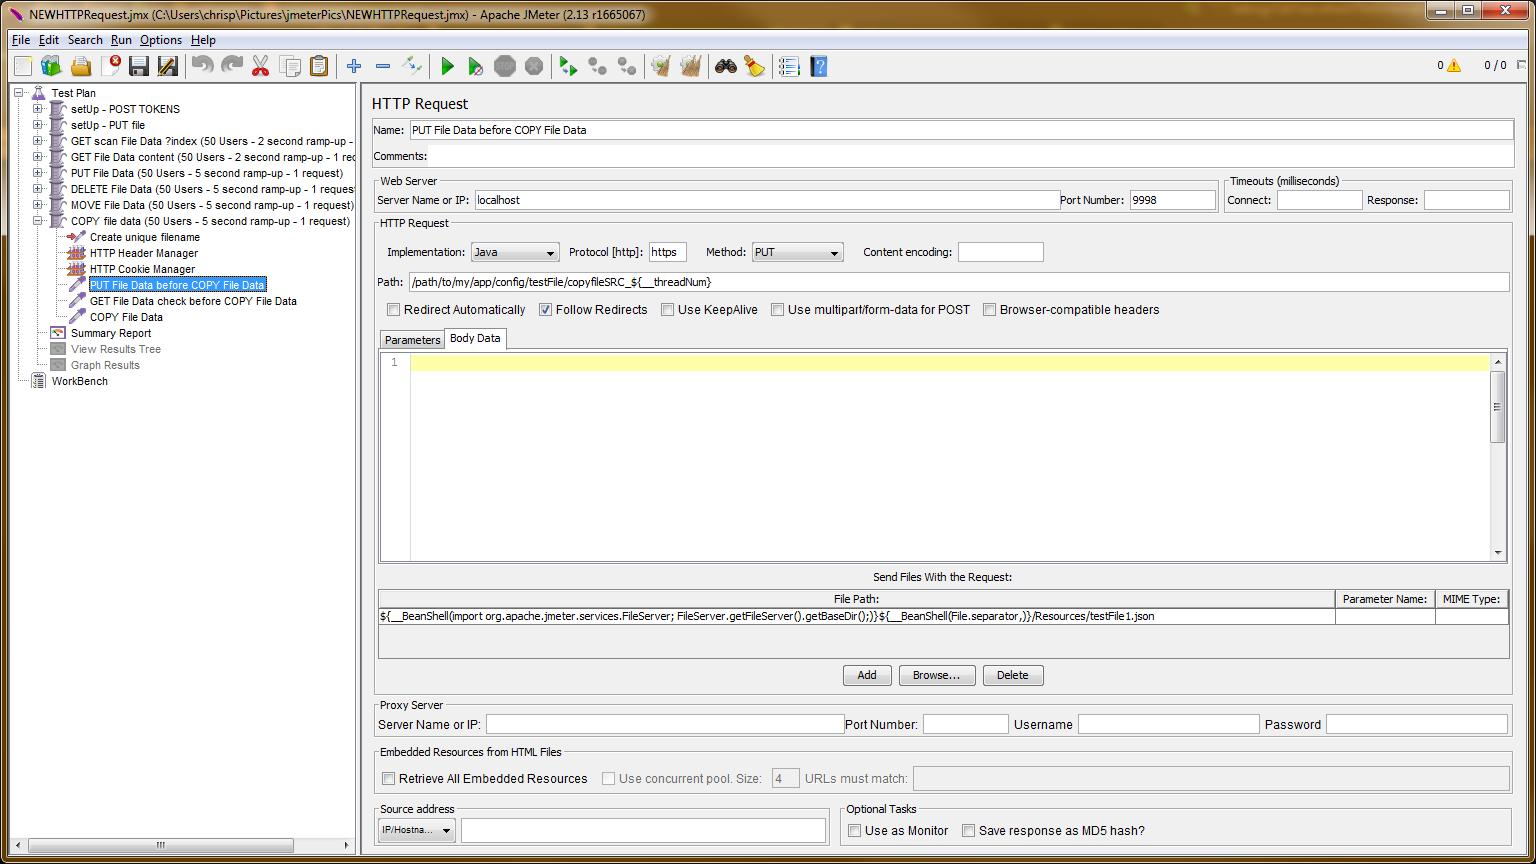 NEWHTTPRequest.jmx (C:\Users\chrisp\Pictures\jmeterPics\NEWHTTPRequest.jmx) - Apache JMeter (2.13 r1665067)
File Edit Search Run Options Help
0 0 / 0
Test Plan
setUp - POST TOKENS
setUp - PUT file
GET scan File Data ?index (50 Users - 2 second ramp-up -
GET File Data content (50 Users - 2 second ramp-up - 1 rec
PUT File Data (50 Users - 5 second ramp-up - 1 request)
DELETE File Data (50 Users - 5 second ramp-up - 1 request
MOVE File Data (50 Users - 5 second ramp-up - 1 request)
COPY file data (50 Users - 5 second ramp-up - 1 request)
Create unique filename
HTTP Header Manager
HTTP Cookie Manager
PUT File Data before COPY File Data
GET File Data check before COPY File Data
COPY File Data
Summary Report
View Results Tree
Graph Results
WorkBench
HTTP Request
Name: PUT File Data before COPY File Data
Comments:
Web Server
Server Name or IP: localhost Port Number: 9998
Timeouts (milliseconds)
Connect: Response:
HTTP Request
Implementation: Java Protocol [http]: https Method: PUT Content encoding:
Path: /path/to/my/app/config/testFile/copyfileSRC_${__threadNum}
Redirect Automatically Follow Redirects Use KeepAlive Use multipart/form-data for POST Browser-compatible headers
Parameters Body Data
1
Send Files With the Request:
File Path: Parameter Name: MIME Type:
${__BeanShell(import org.apache.jmeter.services.FileServer; FileServer.getFileServer().getBaseDir();)}${__BeanShell(File.separator,)}/Resources/testFile1.json
Add Browse... Delete
Proxy Server
Server Name or IP: Port Number: Username Password
Embedded Resources from HTML Files
Retrieve All Embedded Resources Use concurrent pool. Size: 4 URLs must match:
Source address
IP/Hostna...
Optional Tasks
Use as Monitor Save response as MD5 hash?